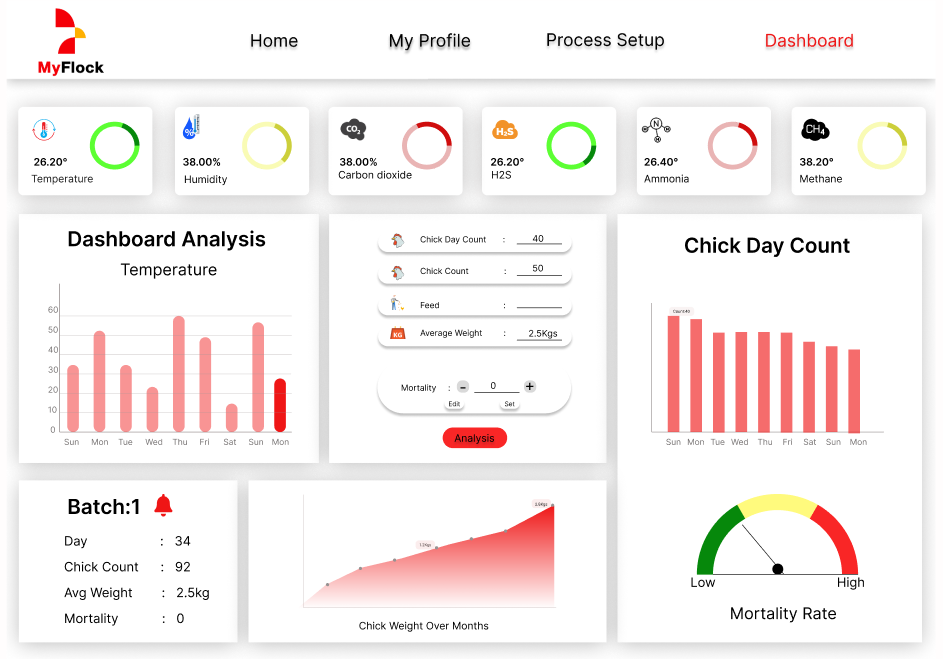 MyFlock
Home My Profile Process Setup Dashboard
26.20°
Temperature
%
38.00%
Humidity
CO2
38.00%
Carbon dioxide
H2S
26.20°
H2S
N
26.40°
Ammonia
CH4
38.20°
Methane
Dashboard Analysis
Temperature
60
50
40
30
20
10
0
Sun Mon Tue Wed Thu Fri Sat Sun Mon
Chick Day Count : 40
Chick Count : 50
Feed :
KG Average Weight : 2.5Kgs
Mortality : - 0 +
Edit Set
Analysis
Chick Day Count
Count:40
Sun Mon Tue Wed Thu Fri Sat Sun Mon
Low High
Mortality Rate
Batch:1
Day : 34
Chick Count : 92
Avg Weight : 2.5kg
Mortality : 0
Chick Weight Over Months